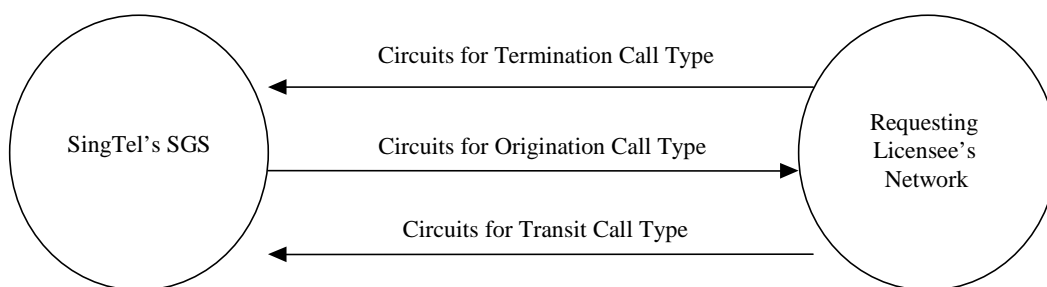 Circuits for Termination Call Type
SingTel’s SGS
Circuits for Origination Call Type
Requesting
Licensee’s
Network
Circuits for Transit Call Type